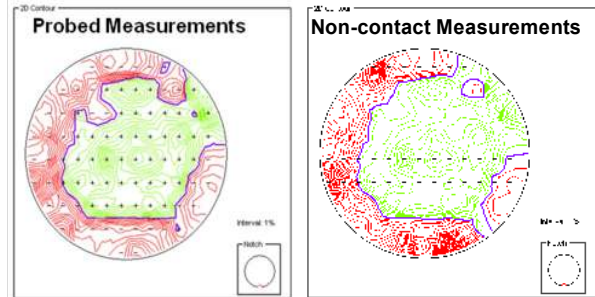 2D Contour
Probed Measurements
Interval: 1%
Notch
Non-contact Measurements